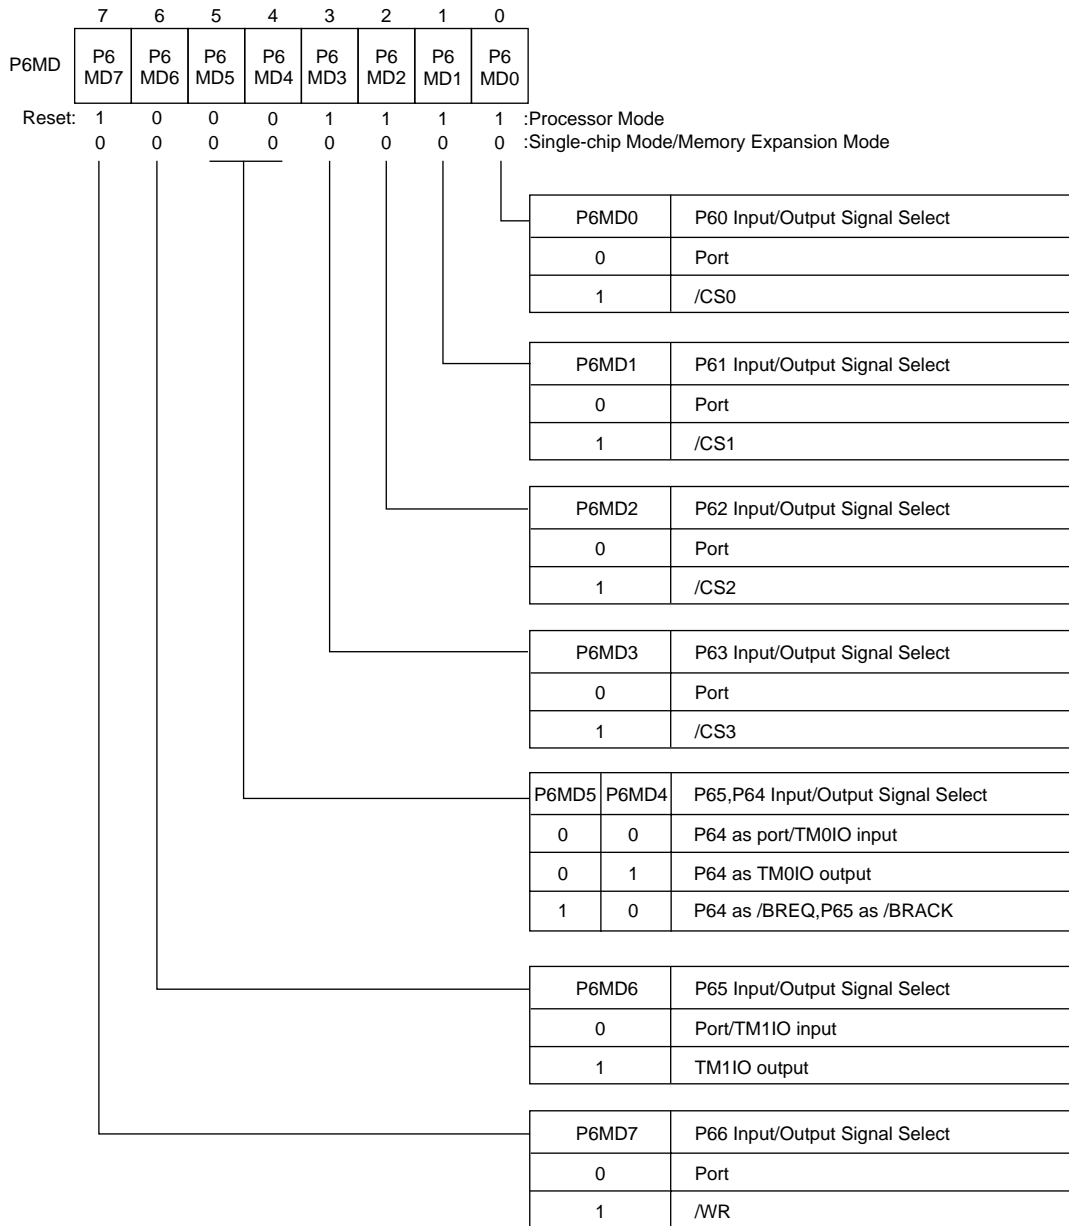 7 6 5 4 3 2 1 0
P6MD P6 MD7 P6 MD6 P6 MD5 P6 MD4 P6 MD3 P6 MD2 P6 MD1 P6 MD0
Reset: 1 0 0 0 1 1 1 1 :Processor Mode
0 0 0 0 0 0 0 0 :Single-chip Mode/Memory Expansion Mode
P6MD0 P60 Input/Output Signal Select
0 Port
1 /CS0
P6MD1 P61 Input/Output Signal Select
0 Port
1 /CS1
P6MD2 P62 Input/Output Signal Select
0 Port
1 /CS2
P6MD3 P63 Input/Output Signal Select
0 Port
1 /CS3
P6MD5 P6MD4 P65,P64 Input/Output Signal Select
0 0 P64 as port/TM0IO input
0 1 P64 as TM0IO output
1 0 P64 as /BREQ,P65 as /BRACK
P6MD6 P65 Input/Output Signal Select
0 Port/TM1IO input
1 TM1IO output
P6MD7 P66 Input/Output Signal Select
0 Port
1 /WR